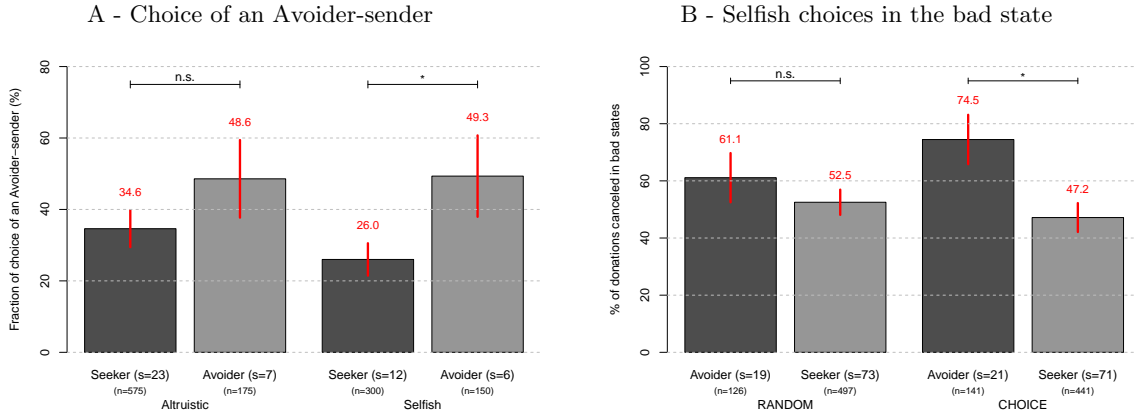 A - Choice of an Avoider-sender
Fraction of choice of an Avoider−sender (%)
80
60
40
20
0
n.s.
*
34.6
48.6
26.0
49.3
Seeker (s=23) Avoider (s=7) Seeker (s=12) Avoider (s=6)
(n=575) (n=175) (n=300) (n=150)
Altruistic Selfish
B - Selfish choices in the bad state
% of donations canceled in bad states
100
80
60
40
20
0
n.s.
*
61.1
52.5
74.5
47.2
Avoider (s=19) Seeker (s=73) Avoider (s=21) Seeker (s=71)
(n=126) (n=497) (n=141) (n=441)
RANDOM CHOICE